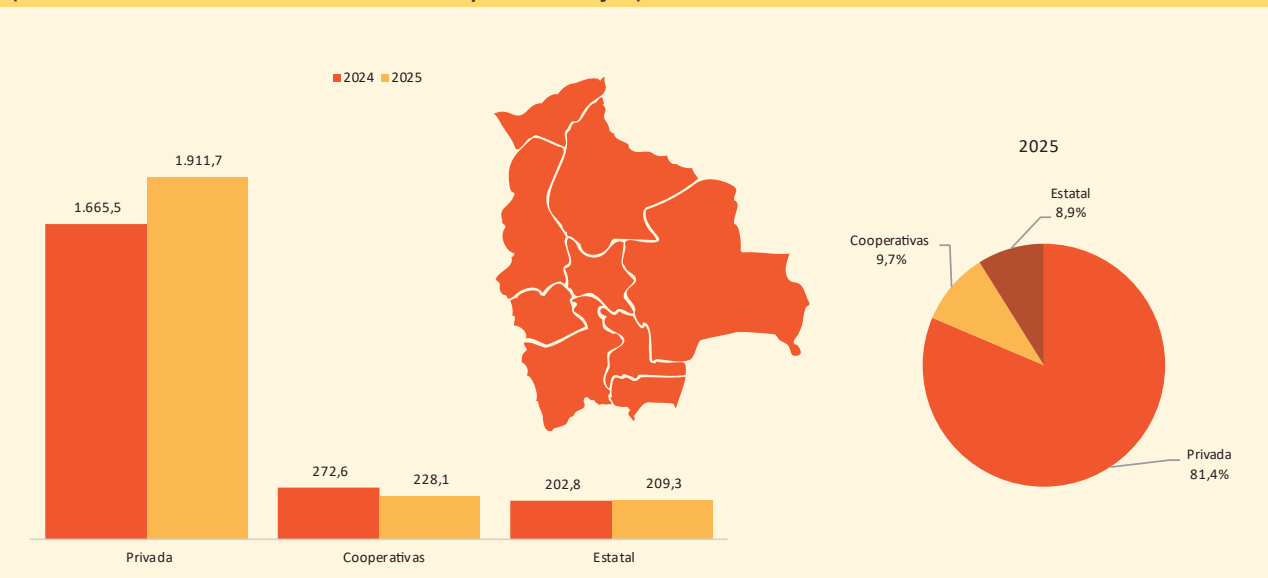 2024 2025
1.665,5
1.911,7
272,6
228,1
202,8
209,3
Privada
Cooperativas
Estatal
2025
Estatal
8,9%
Cooperativas
9,7%
Privada
81,4%